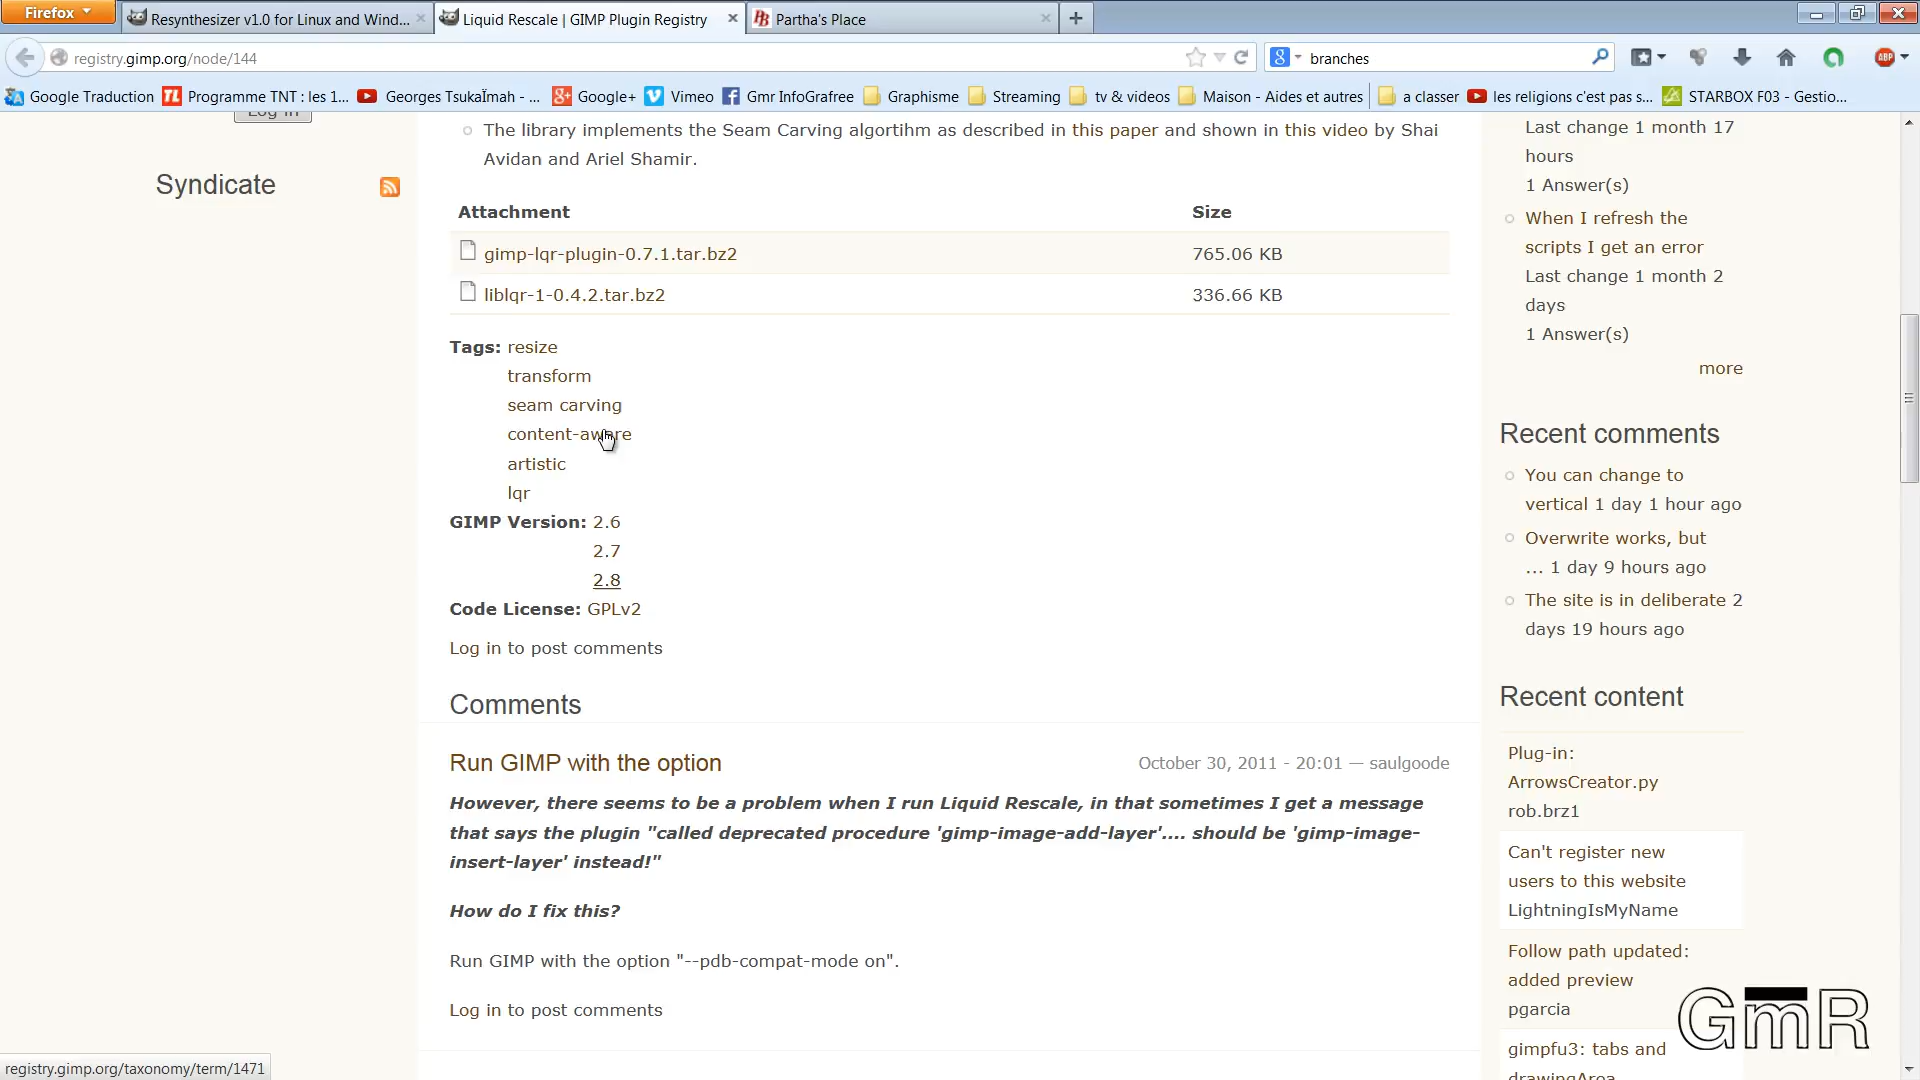 Firefox
Resynthesizer v1.0 for Linux and Wind...
Liquid Rescale | GIMP Plugin Registry
Partha's Place
registry.gimp.org/node/144
branches
Google Traduction
Programme TNT : les 1...
Georges Tsukalmah - ...
Google+
Vimeo
Gmr InfoGrafree
Graphisme
Streaming
tv & videos
Maison - Aides et autres
a classer
les religions c'est pas s...
STARBOX F03 - Gestio...
Log in
Syndicate
The library implements the Seam Carving algortihm as described in this paper and shown in this video by Shai
Avidan and Ariel Shamir.
Attachment Size
gimp-lqr-plugin-0.7.1.tar.bz2 765.06 KB
liblqr-1-0.4.2.tar.bz2 336.66 KB
Tags: resize
transform
seam carving
content-aware
artistic
lqr
GIMP Version: 2.6
2.7
2.8
Code License: GPLv2
Log in to post comments
Comments
Run GIMP with the option
October 30, 2011 - 20:01 — saulgoode
However, there seems to be a problem when I run Liquid Rescale, in that sometimes I get a message
that says the plugin "called deprecated procedure 'gimp-image-add-layer'.... should be 'gimp-image-
insert-layer' instead!"
How do I fix this?
Run GIMP with the option "--pdb-compat-mode on".
Log in to post comments
Last change 1 month 17
hours
1 Answer(s)
When I refresh the
scripts I get an error
Last change 1 month 2
days
1 Answer(s)
more
Recent comments
You can change to
vertical 1 day 1 hour ago
Overwrite works, but
... 1 day 9 hours ago
The site is in deliberate 2
days 19 hours ago
Recent content
Plug-in:
ArrowsCreator.py
rob.brz1
Can't register new
users to this website
LightningIsMyName
Follow path updated:
added preview
pgarcia
gimpfu3: tabs and
drawingArea
GmR
registry.gimp.org/taxonomy/term/1471
ABP